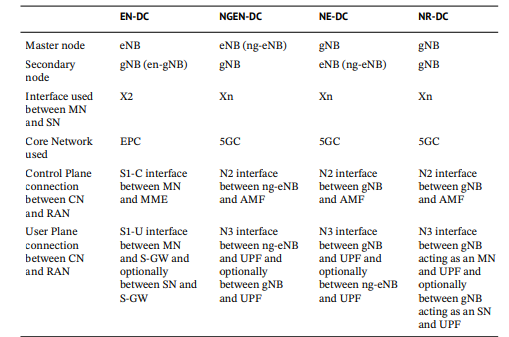 EN-DC NGEN-DC NE-DC NR-DC
Master node eNB eNB (ng-eNB) gNB gNB
Secondary gNB (en-gNB) gNB eNB (ng-eNB) gNB
node
Interface used X2 Xn Xn Xn
between MN
and SN
Core Network EPC 5GC 5GC 5GC
used
Control Plane S1-C interface N2 interface N2 interface N2 interface
connection between MN between ng-eNB between gNB between gNB
between CN and MME and AMF and AMF and AMF
and RAN
User Plane S1-U interface N3 interface N3 interface N3 interface
connection between MN between ng-eNB between gNB between gNB
between CN and S-GW and and UPF and and UPF and acting as an MN
and RAN optionally optionally optionally and UPF and
between SN and between gNB between ng-eNB optionally
S-GW and UPF and UPF between gNB
acting as an SN
and UPF